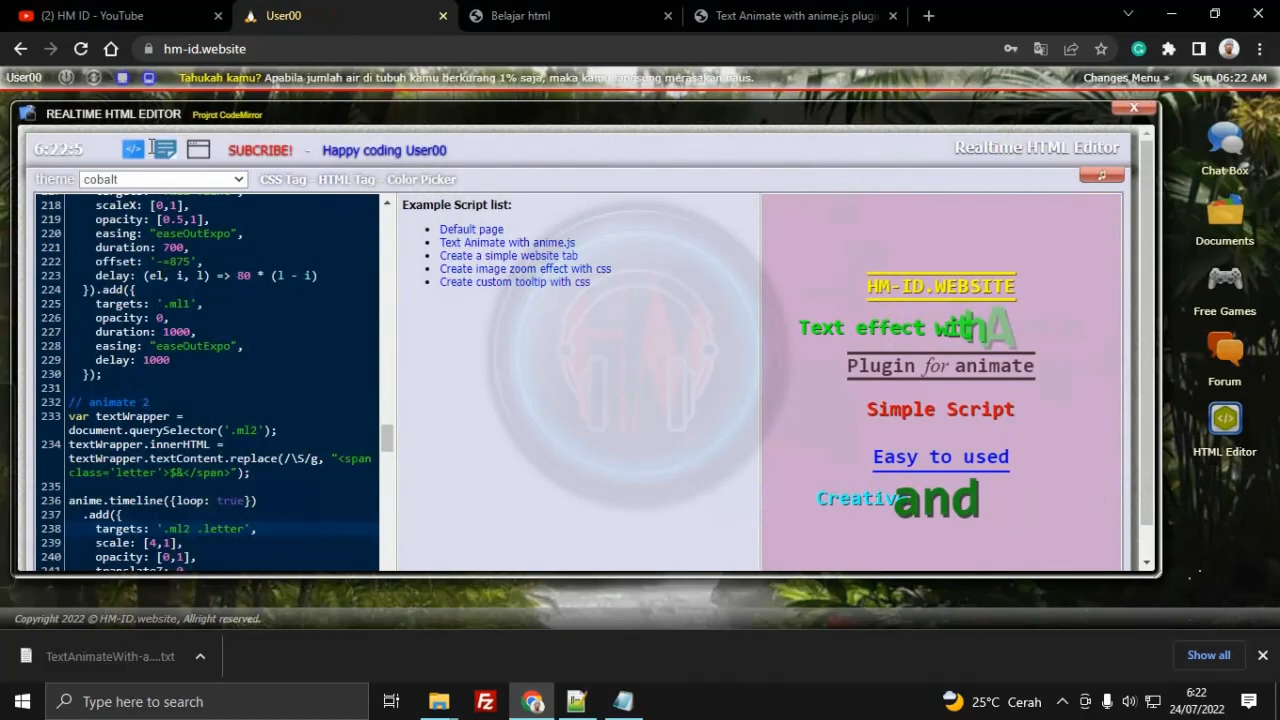 (2) HM ID - YouTube
User00
Belajar html
Text Animate with anime.js plugin
hm-id.website
User00
Tahukah kamu? Apabila jumlah air di tubuh kamu berkurang 1% saja, maka kamu langsung merasakan haus.
Changes Menu »
Sun 06:22 AM
REALTIME HTML EDITOR
Projrct CodeMirror
x
6:22:5
</>
SUBCRIBE! - Happy coding User00
Realtime HTML Editor
theme
cobalt
CSS Tag - HTML Tag - Color Picker
218 scaleX: [0,1],
219 opacity: [0.5,1],
220 easing: "easeOutExpo",
221 duration: 700,
222 offset: '-=875',
223 delay: (el, i, l) => 80 * (l - i)
224 }).add({
225 targets: '.ml1',
226 opacity: 0,
227 duration: 1000,
228 easing: "easeOutExpo",
229 delay: 1000
230 });
231
232 // animate 2
233 var textWrapper =
document.querySelector('.ml2');
234 textWrapper.innerHTML =
textWrapper.textContent.replace(/\S/g, "<span
class='letter'>$&</span>");
235
236 anime.timeline({loop: true})
237 .add({
238 targets: '.ml2 .letter',
239 scale: [4,1],
240 opacity: [0,1],
Example Script list:
Default page
Text Animate with anime.js
Create a simple website tab
Create image zoom effect with css
Create custom tooltip with css
HM-ID.WEBSITE
Text effect with A
Plugin for animate
Simple Script
Easy to used
Creative and
Chat Box
Documents
Free Games
Forum
HTML Editor
Copyright 2022 © HM-ID.website, Allright reserved.
TextAnimateWith-a....txt
Show all
Type here to search
25°C Cerah
6:22
24/07/2022